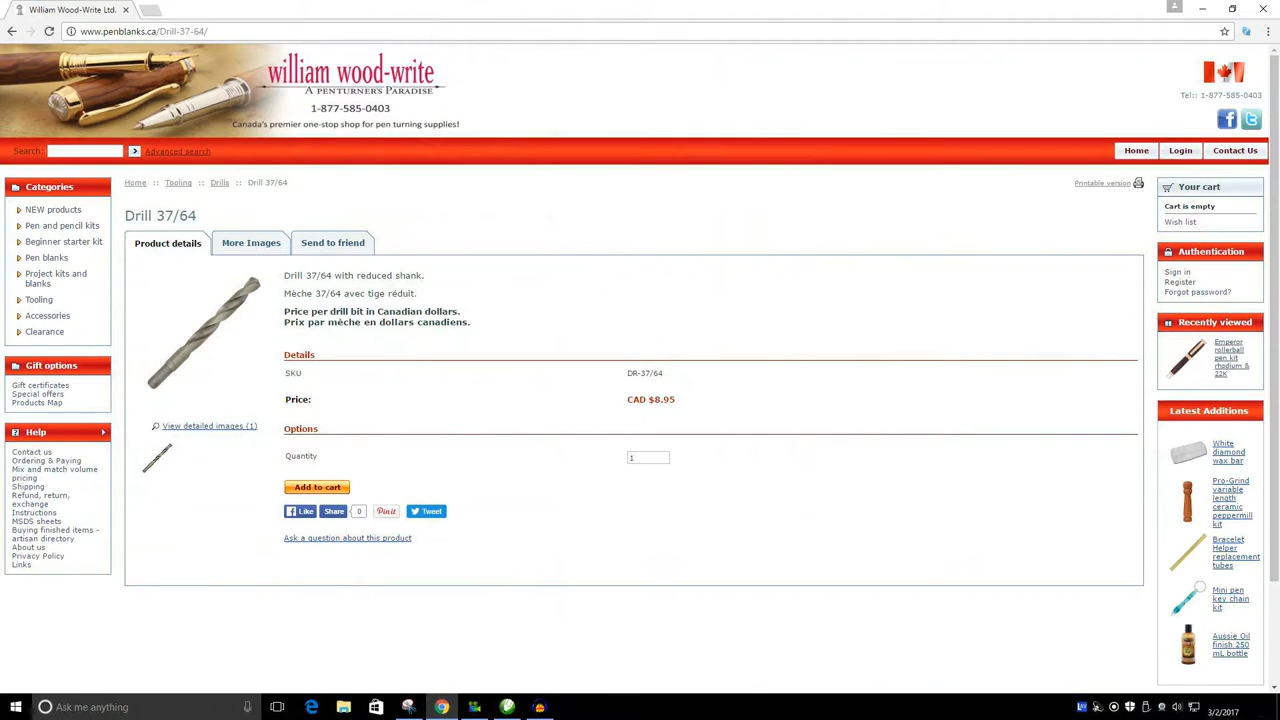 William Wood-Write Ltd.
www.penblanks.ca/Drill-37-64/
william wood-write
A PENTURNER'S PARADISE
1-877-585-0403
Canada's premier one-stop shop for pen turning supplies!
Tel:: 1-877-585-0403
Search:
Advanced search
Home
Login
Contact Us
Categories
NEW products
Pen and pencil kits
Beginner starter kit
Pen blanks
Project kits and
blanks
Tooling
Accessories
Clearance
Gift options
Gift certificates
Special offers
Products Map
Help
Contact us
Ordering & Paying
Mix and match volume
pricing
Shipping
Refund, return,
exchange
Instructions
MSDS sheets
Buying finished items -
artisan directory
About us
Privacy Policy
Links
Home :: Tooling :: Drills :: Drill 37/64
Printable version
Drill 37/64
Product details
More Images
Send to friend
Drill 37/64 with reduced shank.
Mèche 37/64 avec tige réduit.
Price per drill bit in Canadian dollars.
Prix par mèche en dollars canadiens.
Details
SKU DR-37/64
Price: CAD $8.95
View detailed images (1)
Options
Quantity 1
Add to cart
Like Share 0 Pin it Tweet
Ask a question about this product
Your cart
Cart is empty
Wish list
Authentication
Sign in
Register
Forgot password?
Recently viewed
Emperor
rollerball
pen kit
rhodium &
22K
Latest Additions
White
diamond
wax bar
Pro-Grind
variable
length
ceramic
peppermill
kit
Bracelet
Helper
replacement
tubes
Mini pen
key chain
kit
Aussie Oil
finish 250
mL bottle
Ask me anything
3/2/2017